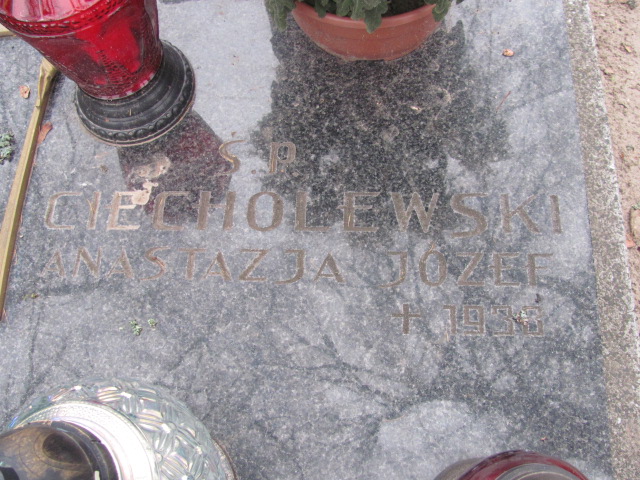 Ś.P.
CIECHOLEWSKI
ANASTAZJA JÓZEF
+ 1936